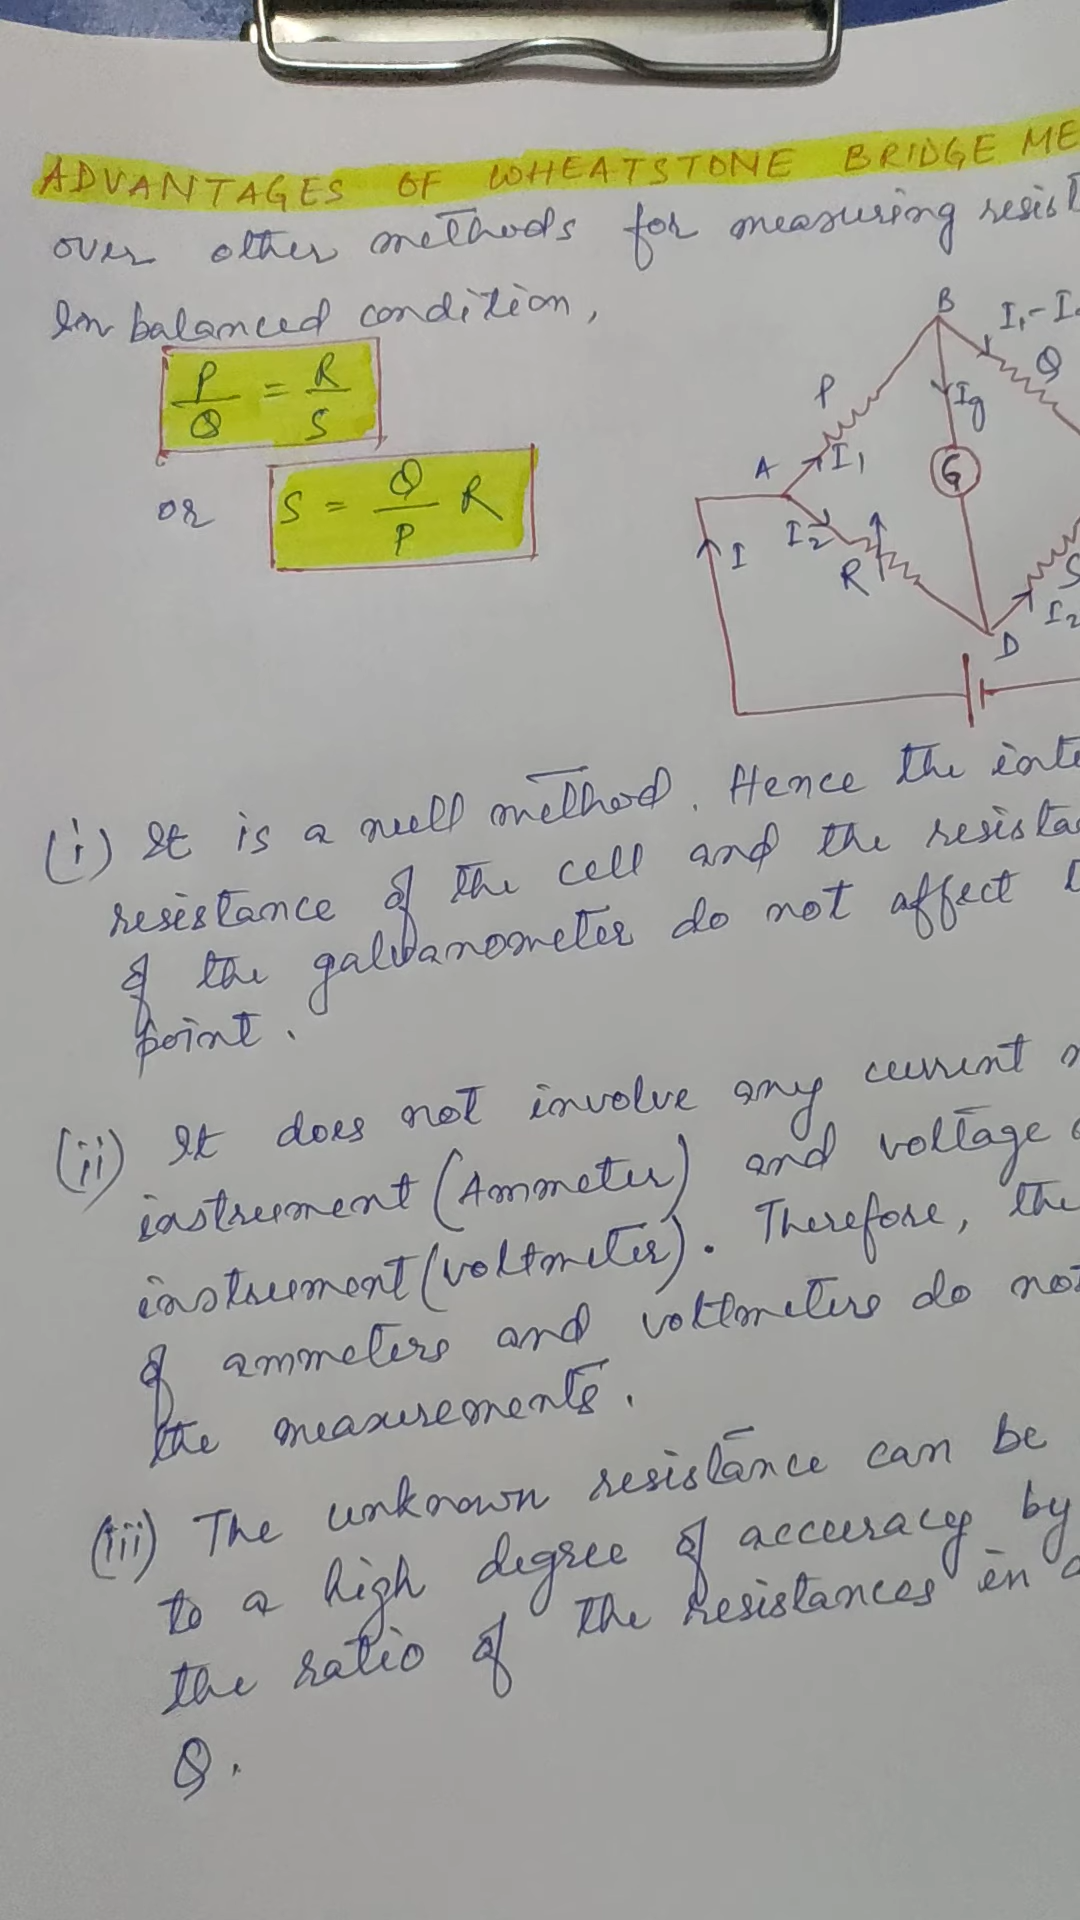 ADVANTAGES OF WHEATSTONE BRIDGE ME
over other methods for measuring resist
In balanced condition,
P/Q = R/S
or S = Q/P R
B
I₁-I
Q
P
Ig
A
I₁
G
I
I₂
R
S
I₂
D
(i) It is a null method. Hence the inte
resistance of the cell and the resista
of the galvanometer do not affect
point.
(ii) It does not involve any current
instrument (Ammeter) and voltage
instrument (voltmeter). Therefore, the
of ammeters and voltmeters do not
the measurements.
(iii) The unknown resistance can be
to a high degree of accuracy by
the ratio of the resistances in
Q.